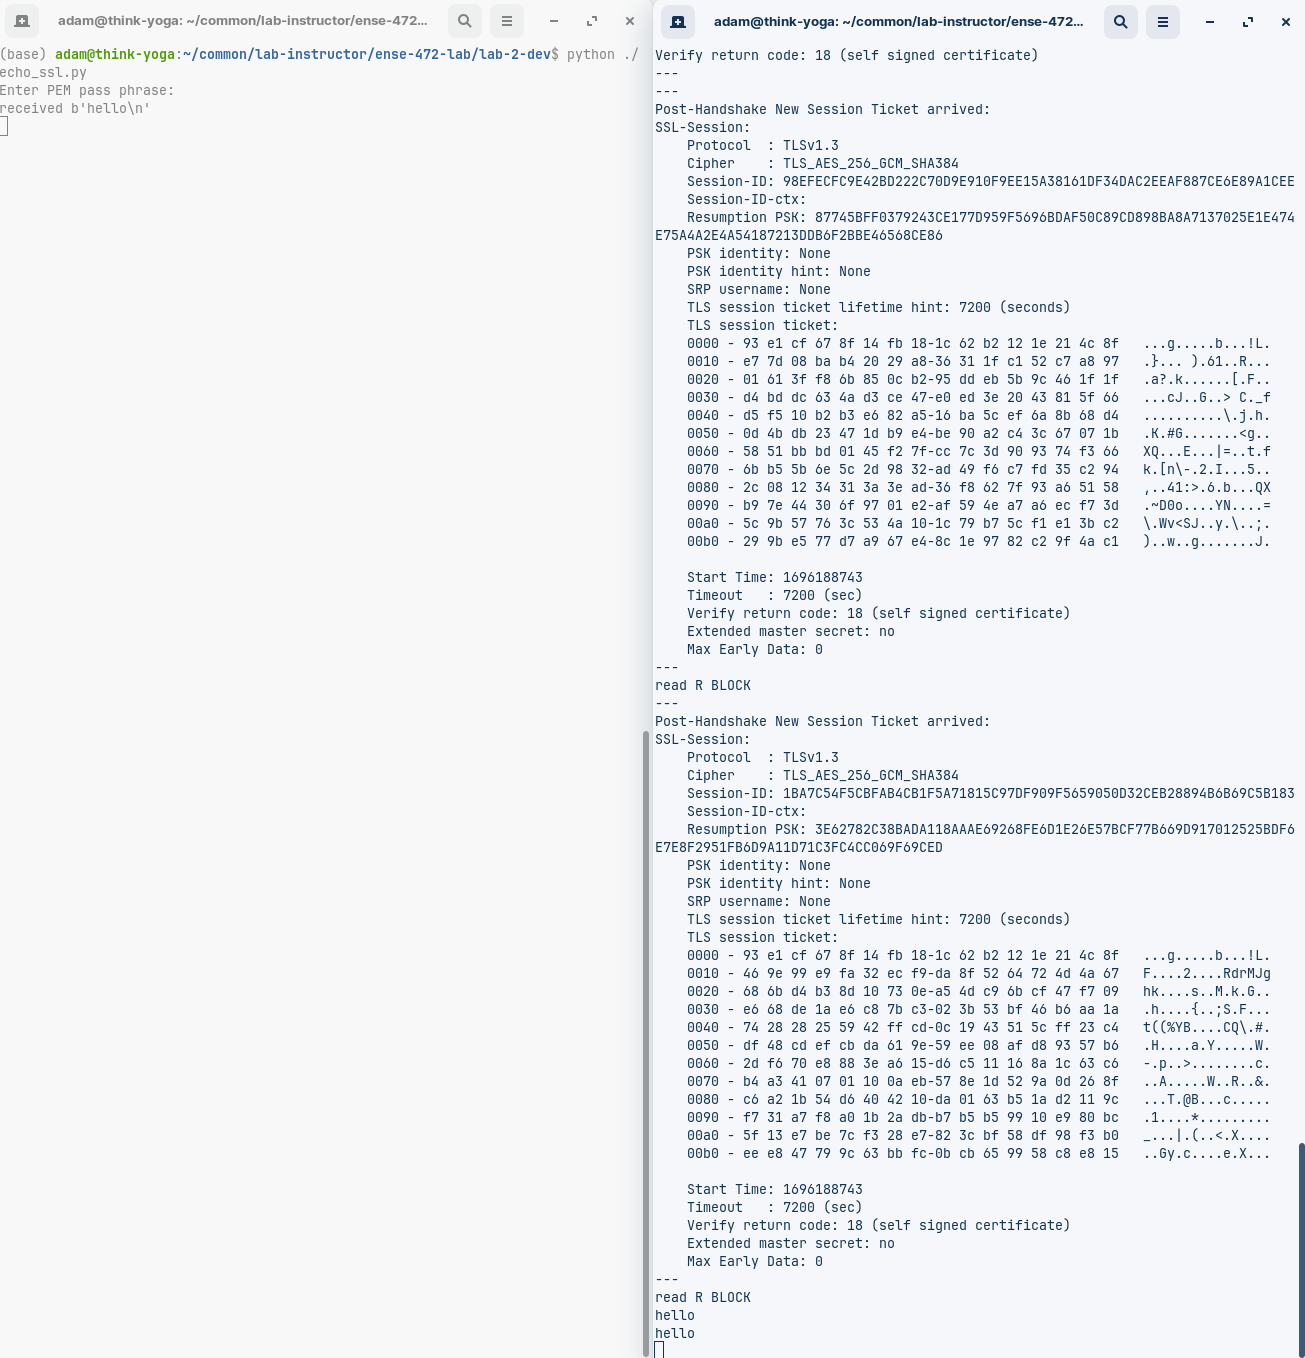 adam@think-yoga: ~/common/lab-instructor/ense-472...
(base) adam@think-yoga:~/common/lab-instructor/ense-472-lab/lab-2-dev$ python ./
echo_ssl.py
Enter PEM pass phrase:
received b'hello\n'
adam@think-yoga: ~/common/lab-instructor/ense-472...
Verify return code: 18 (self signed certificate)
---
---
Post-Handshake New Session Ticket arrived:
SSL-Session:
    Protocol  : TLSv1.3
    Cipher    : TLS_AES_256_GCM_SHA384
    Session-ID: 98EFECFC9E42BD222C70D9E910F9EE15A38161DF34DAC2EEAF887CE6E89A1CEE
    Session-ID-ctx:
    Resumption PSK: 87745BFF0379243CE177D959F5696BDAF50C89CD898BA8A7137025E1E474
E75A4A2E4A54187213DDB6F2BBE46568CE86
    PSK identity: None
    PSK identity hint: None
    SRP username: None
    TLS session ticket lifetime hint: 7200 (seconds)
    TLS session ticket:
    0000 - 93 e1 cf 67 8f 14 fb 18-1c 62 b2 12 1e 21 4c 8f   ...g.....b...!L.
    0010 - e7 7d 08 ba b4 20 29 a8-36 31 1f c1 52 c7 a8 97   .}... ).61..R...
    0020 - 01 61 3f f8 6b 85 0c b2-95 dd eb 5b 9c 46 1f 1f   .a?.k......[.F..
    0030 - d4 bd dc 63 4a d3 ce 47-e0 ed 3e 20 43 81 5f 66   ...cJ..G..> C._f
    0040 - d5 f5 10 b2 b3 e6 82 a5-16 ba 5c ef 6a 8b 68 d4   ..........\.j.h.
    0050 - 0d 4b db 23 47 1d b9 e4-be 90 a2 c4 3c 67 07 1b   .K.#G.......<g..
    0060 - 58 51 bb bd 01 45 f2 7f-cc 7c 3d 90 93 74 f3 66   XQ...E...|=..t.f
    0070 - 6b b5 5b 6e 5c 2d 98 32-ad 49 f6 c7 fd 35 c2 94   k.[n\-.2.I...5..
    0080 - 2c 08 12 34 31 3a 3e ad-36 f8 62 7f 93 a6 51 58   ,..41:>.6.b...QX
    0090 - b9 7e 44 30 6f 97 01 e2-af 59 4e a7 a6 ec f7 3d   .~D0o....YN....=
    00a0 - 5c 9b 57 76 3c 53 4a 10-1c 79 b7 5c f1 e1 3b c2   \.Wv<SJ..y.\..;.
    00b0 - 29 9b e5 77 d7 a9 67 e4-8c 1e 97 82 c2 9f 4a c1   )..w..g.......J.
    Start Time: 1696188743
    Timeout   : 7200 (sec)
    Verify return code: 18 (self signed certificate)
    Extended master secret: no
    Max Early Data: 0
---
read R BLOCK
---
Post-Handshake New Session Ticket arrived:
SSL-Session:
    Protocol  : TLSv1.3
    Cipher    : TLS_AES_256_GCM_SHA384
    Session-ID: 1BA7C54F5CBFAB4CB1F5A71815C97DF909F5659050D32CEB28894B6B69C5B183
    Session-ID-ctx:
    Resumption PSK: 3E62782C38BADA118AAAE69268FE6D1E26E57BCF77B669D917012525BDF6
E7E8F2951FB6D9A11D71C3FC4CC069F69CED
    PSK identity: None
    PSK identity hint: None
    SRP username: None
    TLS session ticket lifetime hint: 7200 (seconds)
    TLS session ticket:
    0000 - 93 e1 cf 67 8f 14 fb 18-1c 62 b2 12 1e 21 4c 8f   ...g.....b...!L.
    0010 - 46 9e 99 e9 fa 32 ec f9-da 8f 52 64 72 4d 4a 67   F....2....RdrMJg
    0020 - 68 6b d4 b3 8d 10 73 0e-a5 4d c9 6b cf 47 f7 09   hk....s..M.k.G..
    0030 - e6 68 de 1a e6 c8 7b c3-02 3b 53 bf 46 b6 aa 1a   .h....{..;S.F...
    0040 - 74 28 28 25 59 42 ff cd-0c 19 43 51 5c ff 23 c4   t((%YB....CQ\.#.
    0050 - df 48 cd ef cb da 61 9e-59 ee 08 af d8 93 57 b6   .H....a.Y.....W.
    0060 - 2d f6 70 e8 88 3e a6 15-d6 c5 11 16 8a 1c 63 c6   -.p..>........c.
    0070 - b4 a3 41 07 01 10 0a eb-57 8e 1d 52 9a 0d 26 8f   ..A.....W..R..&.
    0080 - c6 a2 1b 54 d6 40 42 10-da 01 63 b5 1a d2 11 9c   ...T.@B...c.....
    0090 - f7 31 a7 f8 a0 1b 2a db-b7 b5 b5 99 10 e9 80 bc   .1....*.........
    00a0 - 5f 13 e7 be 7c f3 28 e7-82 3c bf 58 df 98 f3 b0   _...|.(..<.X....
    00b0 - ee e8 47 79 9c 63 bb fc-0b cb 65 99 58 c8 e8 15   ..Gy.c....e.X...
    Start Time: 1696188743
    Timeout   : 7200 (sec)
    Verify return code: 18 (self signed certificate)
    Extended master secret: no
    Max Early Data: 0
---
read R BLOCK
hello
hello